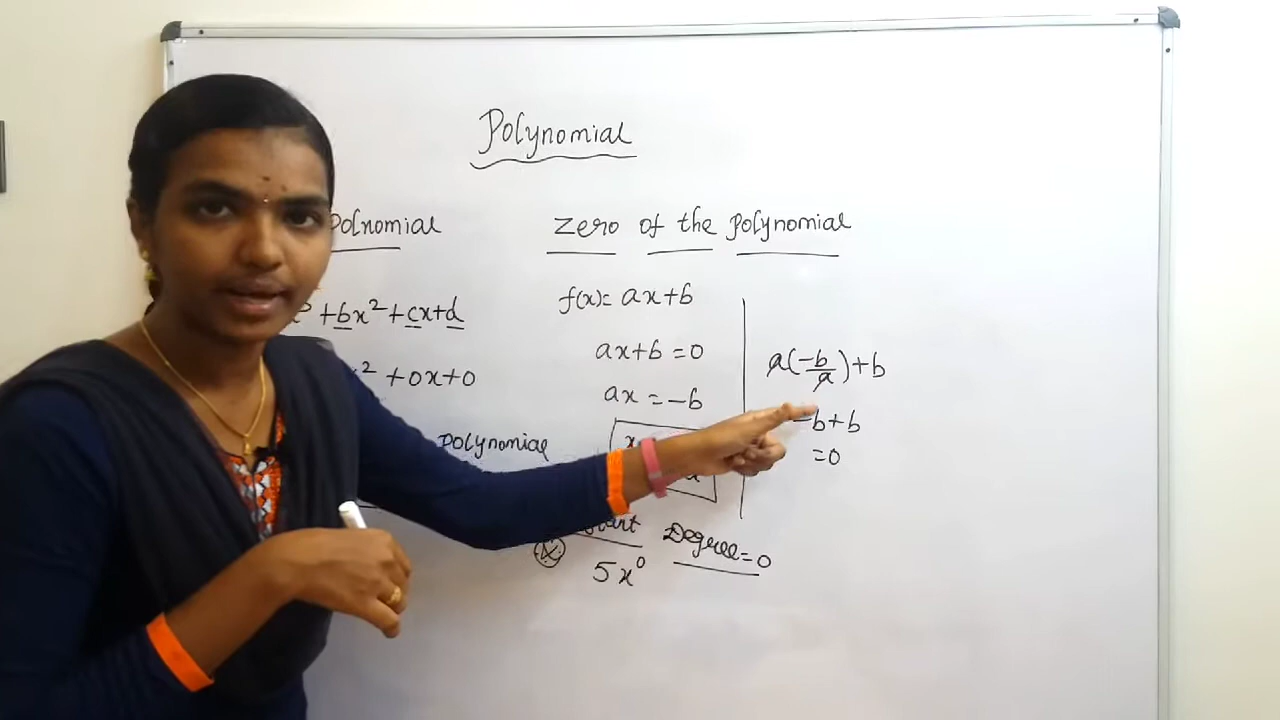 Polynomial
Polnomial
Zero of the Polynomial
+bx²+cx+d
f(x)= ax+b
ax+b =0
a(-b/a)+b
x² +0x+0
ax = -b
-b+b
Polynomial
x
=0
Degree=0
5x⁰